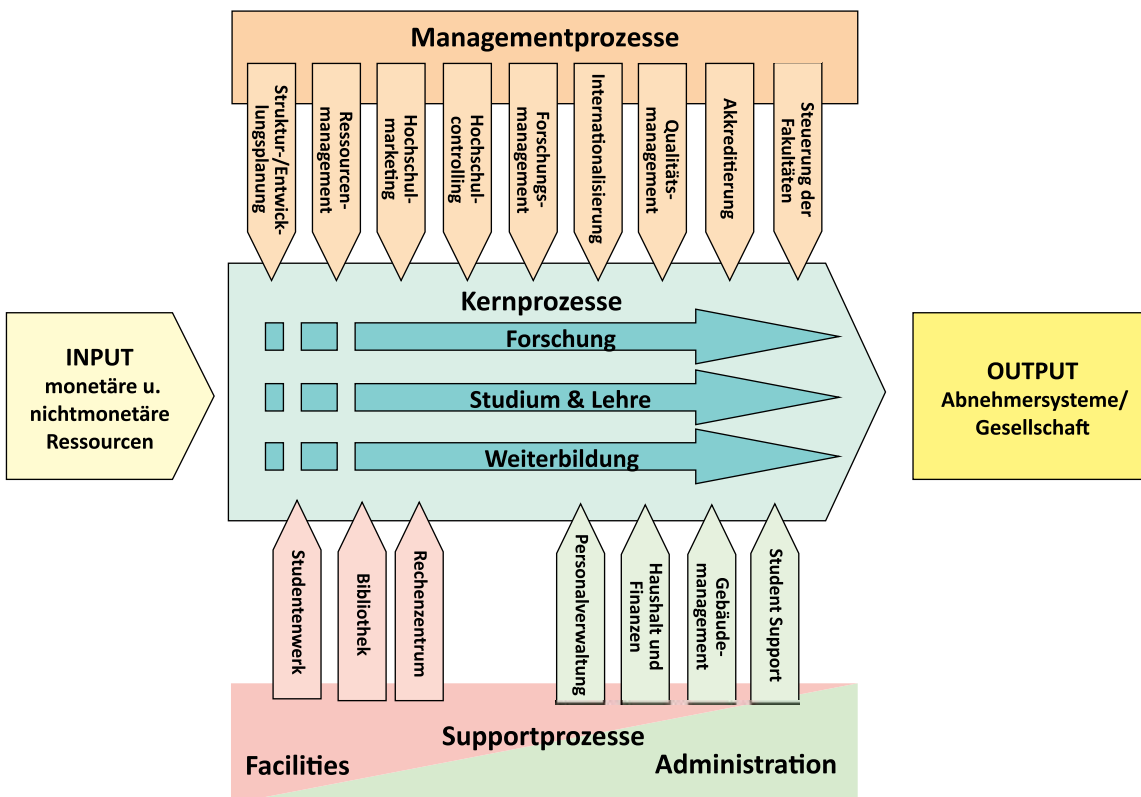 Managementprozesse
Struktur-/Entwick-
lungsplanung
Ressourcen-
management
Hochschul-
marketing
Hochschul-
controlling
Forschungs-
management
Internationalisierung
Qualitäts-
management
Akkreditierung
Steuerung der
Fakultäten
Kernprozesse
Forschung
Studium & Lehre
Weiterbildung
INPUT
monetäre u.
nichtmonetäre
Ressourcen
OUTPUT
Abnehmersysteme/
Gesellschaft
Studentenwerk
Bibliothek
Rechenzentrum
Personalverwaltung
Haushalt und
Finanzen
Gebäude-
management
Student Support
Supportprozesse
Facilities
Administration